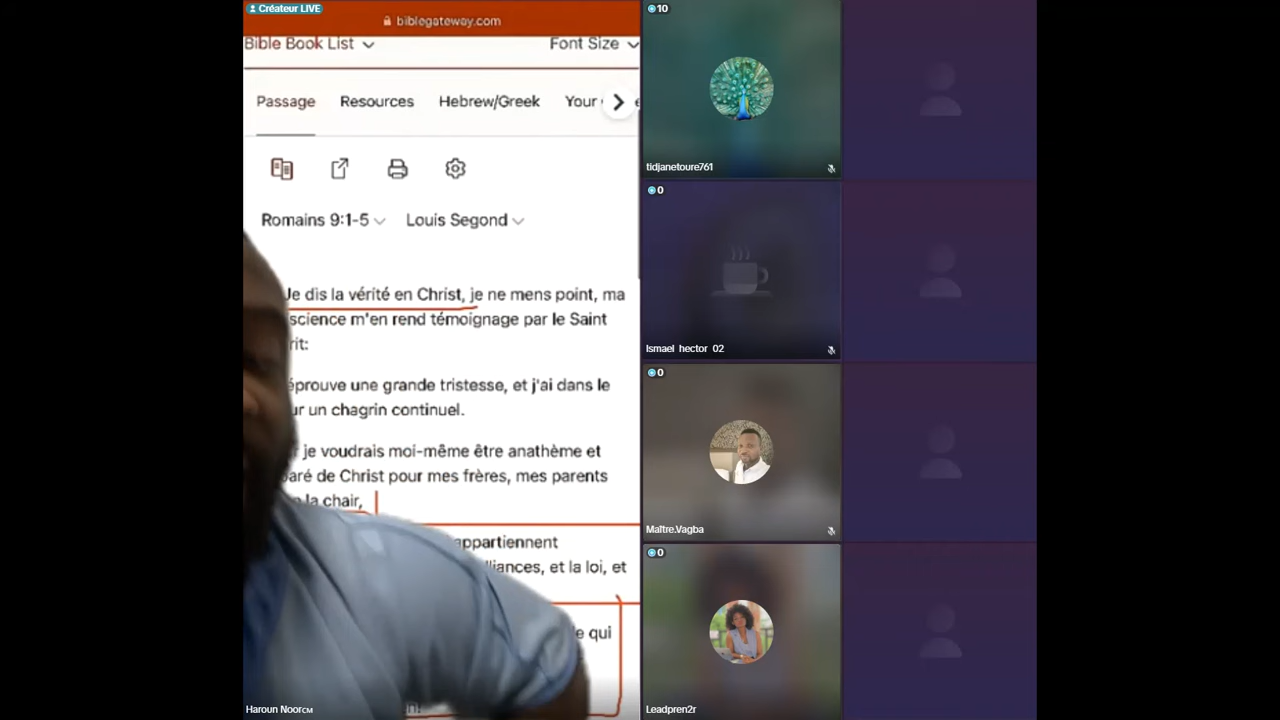 Créateur LIVE
biblegateway.com
Bible Book List
Font Size
Passage
Resources
Hebrew/Greek
Your
Romains 9:1-5
Louis Segond
Je dis la vérité en Christ, je ne mens point, ma
science m'en rend témoignage par le Saint
rit:
éprouve une grande tristesse, et j'ai dans le
ur un chagrin continuel.
je voudrais moi-même être anathème et
paré de Christ pour mes frères, mes parents
la chair,
appartiennent
liances, et la loi, et
e qui
Haroun Noor
10
tidjanetoure761
0
Ismael hector 02
0
Maître.Vagba
0
Leadpren2r